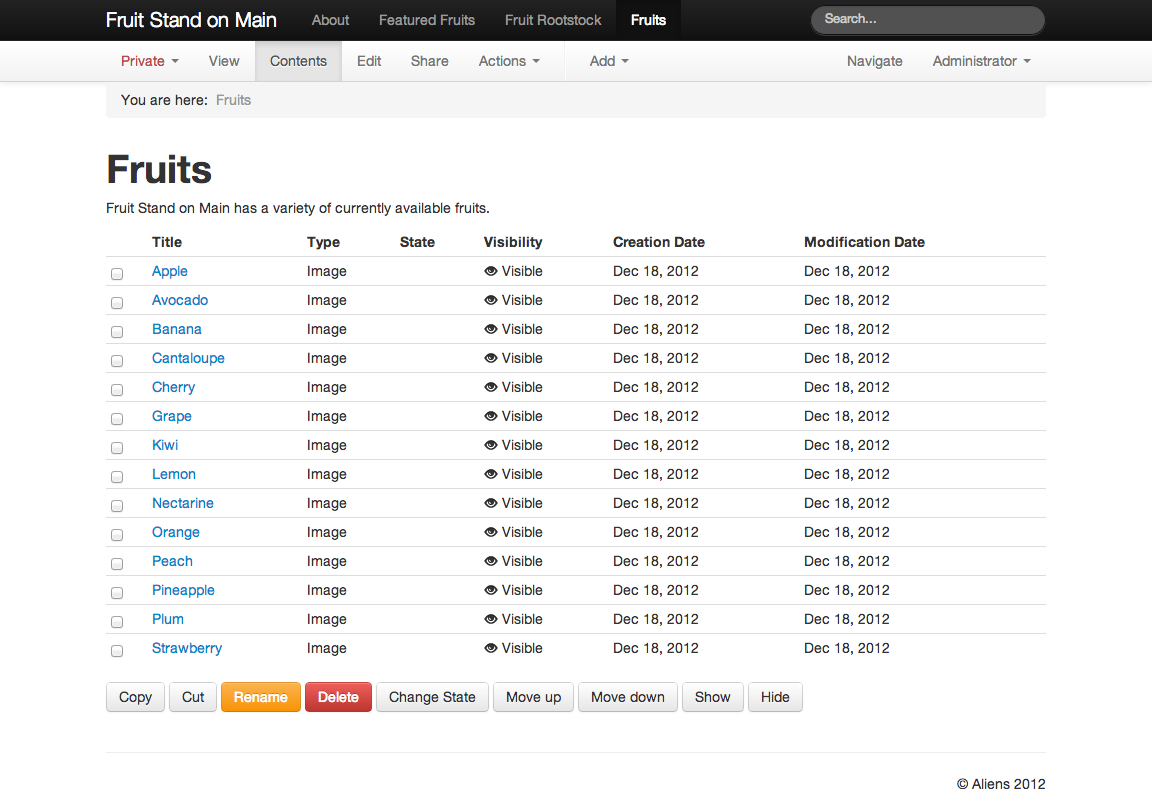 Fruit Stand on Main About Featured Fruits Fruit Rootstock Fruits Search...
Private View Contents Edit Share Actions Add Navigate Administrator
You are here: Fruits
Fruits
Fruit Stand on Main has a variety of currently available fruits.
Title Type State Visibility Creation Date Modification Date
Apple Image Visible Dec 18, 2012 Dec 18, 2012
Avocado Image Visible Dec 18, 2012 Dec 18, 2012
Banana Image Visible Dec 18, 2012 Dec 18, 2012
Cantaloupe Image Visible Dec 18, 2012 Dec 18, 2012
Cherry Image Visible Dec 18, 2012 Dec 18, 2012
Grape Image Visible Dec 18, 2012 Dec 18, 2012
Kiwi Image Visible Dec 18, 2012 Dec 18, 2012
Lemon Image Visible Dec 18, 2012 Dec 18, 2012
Nectarine Image Visible Dec 18, 2012 Dec 18, 2012
Orange Image Visible Dec 18, 2012 Dec 18, 2012
Peach Image Visible Dec 18, 2012 Dec 18, 2012
Pineapple Image Visible Dec 18, 2012 Dec 18, 2012
Plum Image Visible Dec 18, 2012 Dec 18, 2012
Strawberry Image Visible Dec 18, 2012 Dec 18, 2012
Copy Cut Rename Delete Change State Move up Move down Show Hide
© Aliens 2012